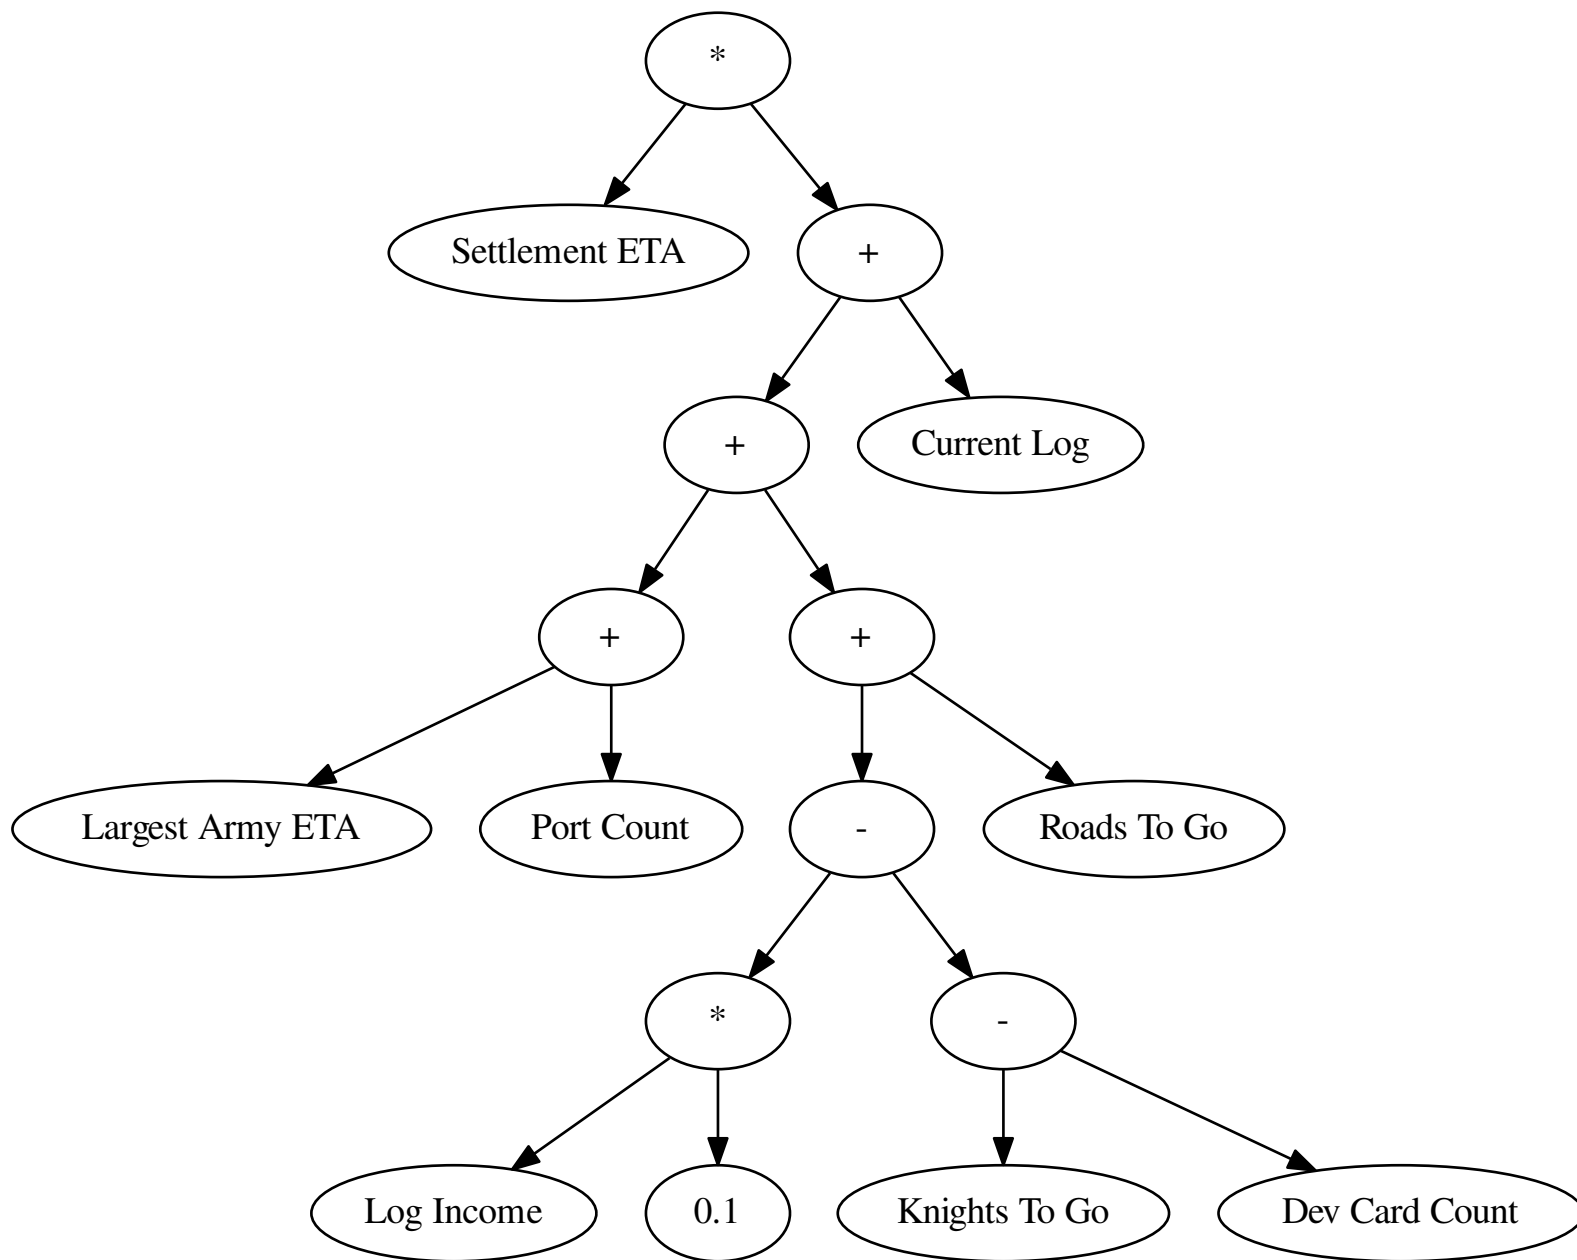 *
Settlement ETA
+
+
Current Log
+
+
Largest Army ETA
Port Count
-
Roads To Go
*
-
Log Income
0.1
Knights To Go
Dev Card Count